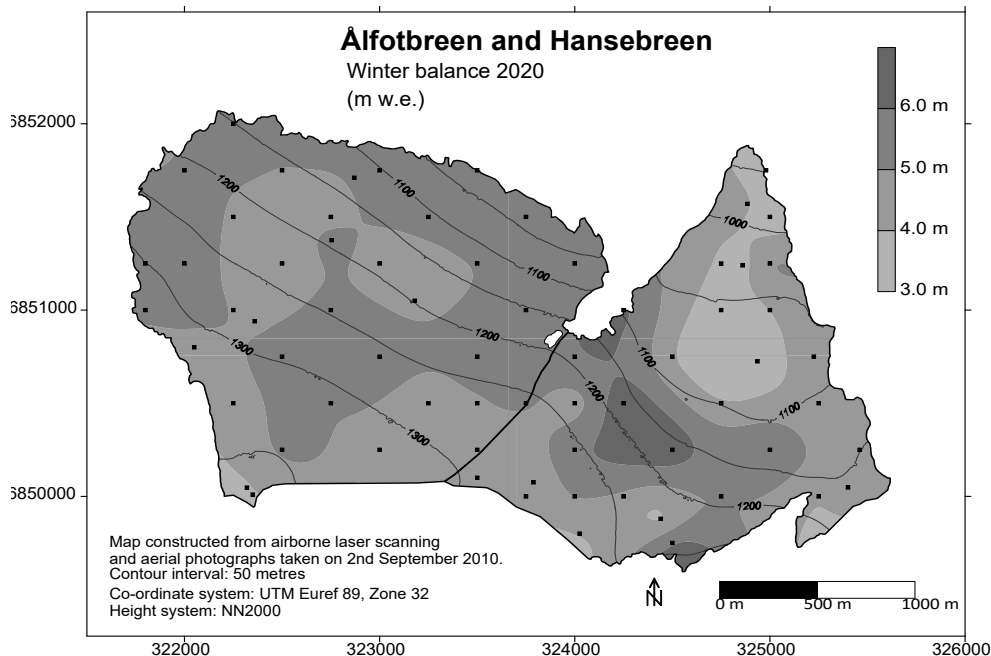 Ålfotbreen and Hansebreen
Winter balance 2020
(m w.e.)
6.0 m
5.0 m
4.0 m
3.0 m
6852000
6851000
6850000
1200
1100
1000
1100
1200
1300
1100
1200
1100
1300
1200
Map constructed from airborne laser scanning
and aerial photographs taken on 2nd September 2010.
Contour interval: 50 metres
Co-ordinate system: UTM Euref 89, Zone 32
Height system: NN2000
N
0 m 500 m 1000 m
322000 323000 324000 325000 326000